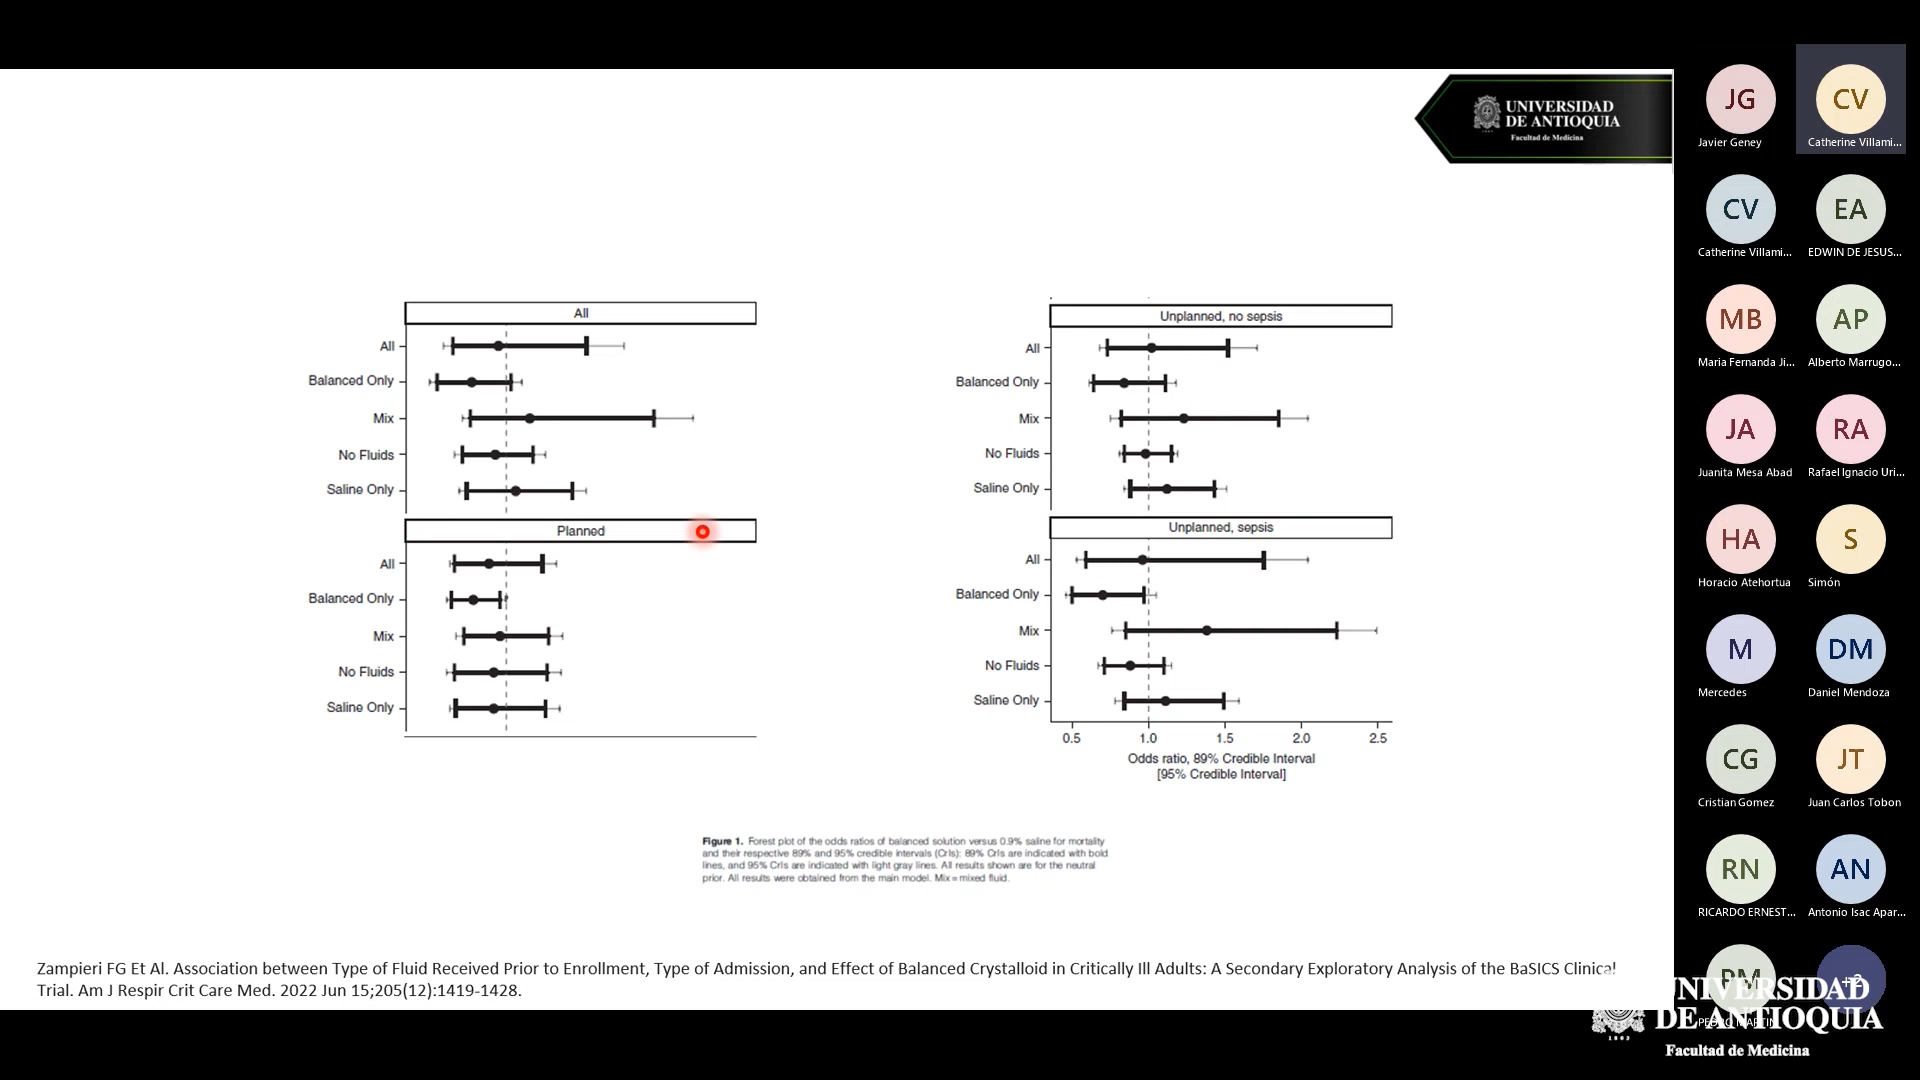 UNIVERSIDAD
DE ANTIOQUIA
1803
Facultad de Medicina
All
All
Balanced Only
Mix
No Fluids
Saline Only
Planned
All
Balanced Only
Mix
No Fluids
Saline Only
Unplanned, no sepsis
All
Balanced Only
Mix
No Fluids
Saline Only
Unplanned, sepsis
All
Balanced Only
Mix
No Fluids
Saline Only
0.5 1.0 1.5 2.0 2.5
Odds ratio, 89% Credible Interval
[95% Credible Interval]
Figure 1. Forest plot of the odds ratios of balanced solution versus 0.9% saline for mortality
and their respective 89% and 95% credible intervals (CrIs): 89% CrIs are indicated with bold
lines, and 95% CrIs are indicated with light gray lines. All results shown are for the neutral
prior. All results were obtained from the main model. Mix = mixed fluid.
Zampieri FG Et Al. Association between Type of Fluid Received Prior to Enrollment, Type of Admission, and Effect of Balanced Crystalloid in Critically Ill Adults: A Secondary Exploratory Analysis of the BaSICS Clinical
Trial. Am J Respir Crit Care Med. 2022 Jun 15;205(12):1419-1428.
JG
Javier Geney
CV
Catherine Villami...
CV
Catherine Villami...
EA
EDWIN DE JESUS...
MB
Maria Fernanda Ji...
AP
Alberto Marrugo...
JA
Juanita Mesa Abad
RA
Rafael Ignacio Uri...
HA
Horacio Atehortua
S
Simón
M
Mercedes
DM
Daniel Mendoza
CG
Cristian Gomez
JT
Juan Carlos Tobon
RN
RICARDO ERNEST...
AN
Antonio Isac Apar...
PM
PEDRO MARTIN
+2
UNIVERSIDAD
DE ANTIOQUIA
1803
Facultad de Medicina